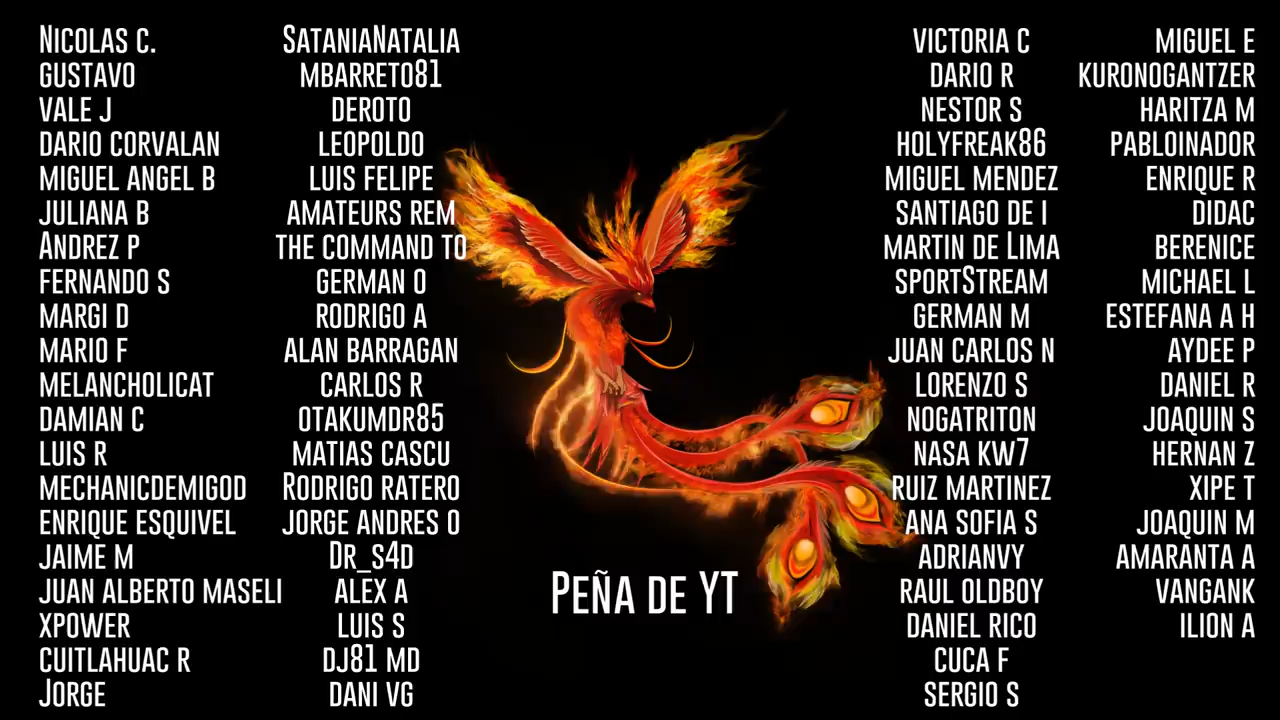 Nicolas c.
GUSTAVO
VALE J
DARIO CORVALAN
MIGUEL ANGEL B
JULIANA B
Andrez p
FERNANDO S
MARGI D
MARIO F
MELANCHOLICAT
DAMIAN C
LUIS R
MECHANICDEMIGOD
ENRIQUE ESQUIVEL
JAIME M
JUAN ALBERTO MASELI
XPOWER
CUITLAHUAC R
Jorge
SataniaNatalia
MBARRETO81
DEROTO
LEOPOLDO
LUIS FELIPE
AMATEURS REM
THE COMMAND TO
GERMAN O
RODRIGO A
ALAN BARRAGAN
CARLOS R
OTAKUMDR85
MATIAS CASCU
Rodrigo ratero
JORGE ANDRES O
Dr_s4d
ALEX A
LUIS S
DJ81 MD
DANI VG
Peña de YT
VICTORIA C
DARIO R
NESTOR S
HOLYFREAK86
MIGUEL MENDEZ
SANTIAGO DE I
martin de Lima
SportStream
GERMAN M
JUAN CARLOS N
LORENZO S
NOGATRITON
NASA KW7
RUIZ MARTINEZ
ANA SOFIA S
ADRIANVY
RAUL OLDBOY
DANIEL RICO
CUCA F
SERGIO S
MIGUEL E
KURONOGANTZER
HARITZA M
PABLOINADOR
ENRIQUE R
DIDAC
BERENICE
MICHAEL L
ESTEFANA A H
AYDEE P
DANIEL R
JOAQUIN S
HERNAN Z
XIPE T
JOAQUIN M
AMARANTA A
VANGANK
ILION A